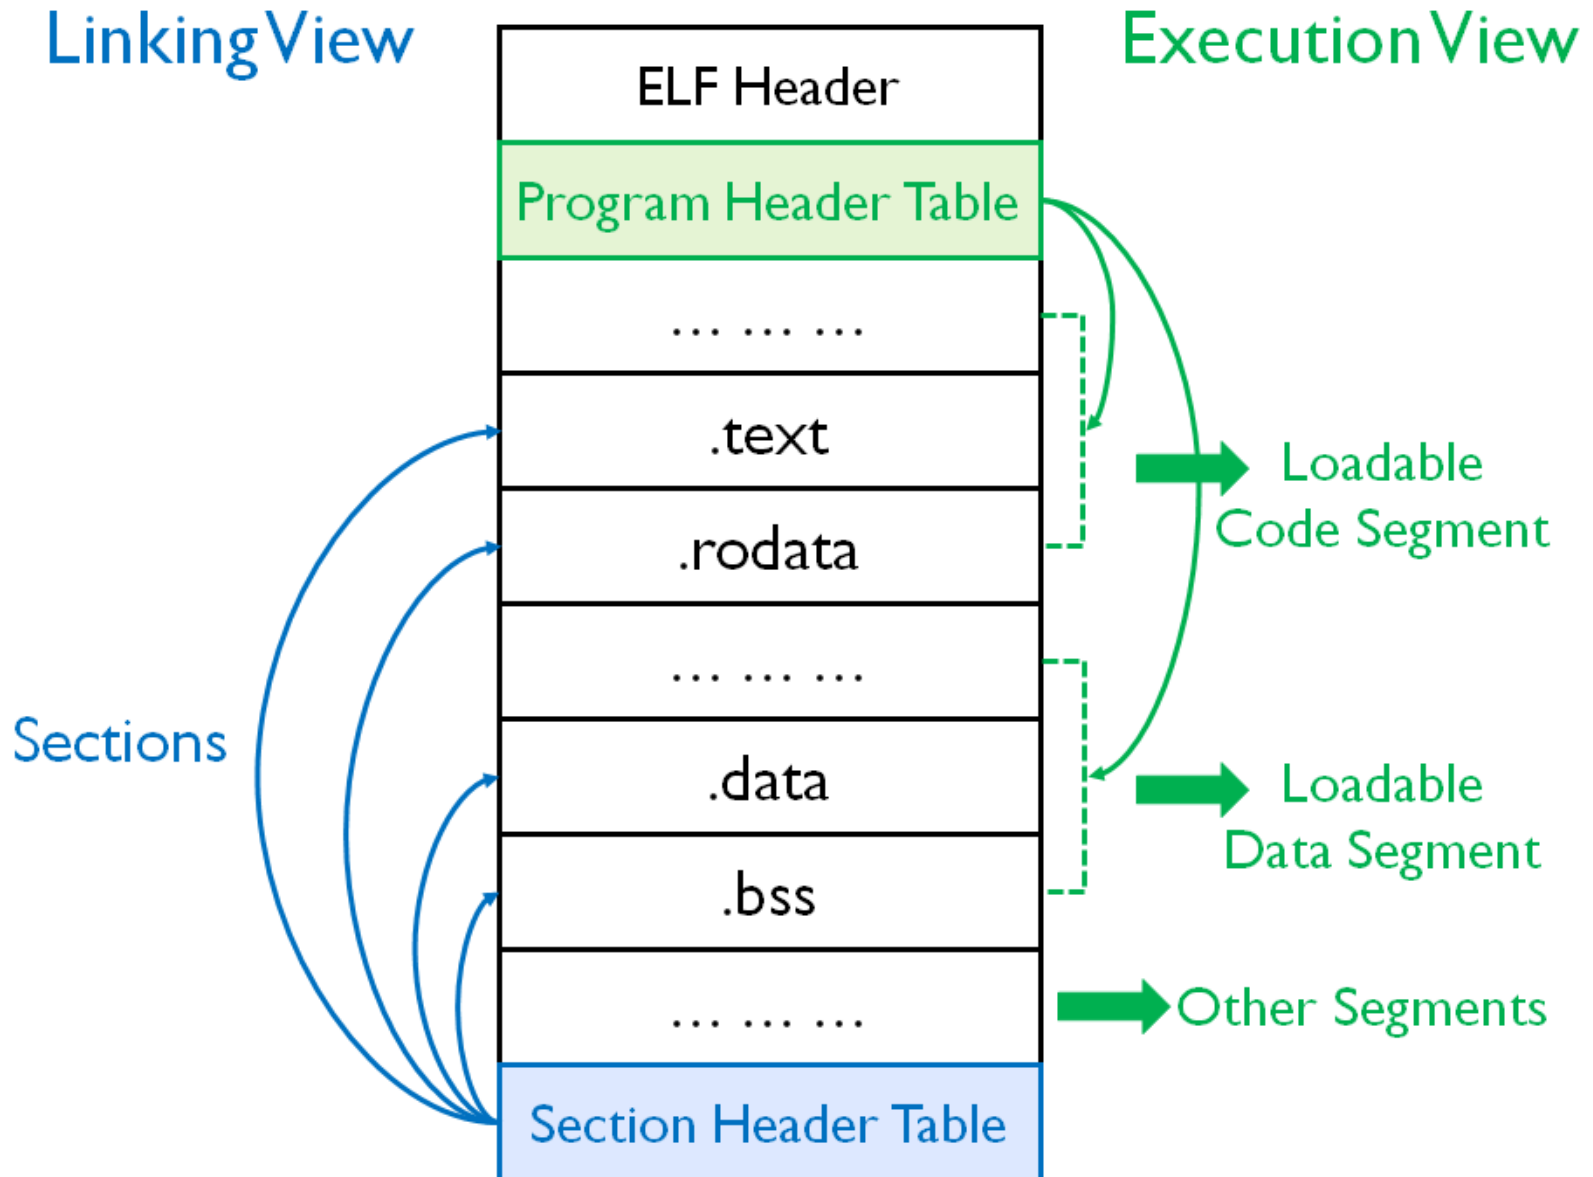 Linking View
Execution View
ELF Header
Program Header Table
... ... ...
.text
Loadable
Code Segment
.rodata
... ... ...
Sections
.data
Loadable
Data Segment
.bss
... ... ...
Other Segments
Section Header Table